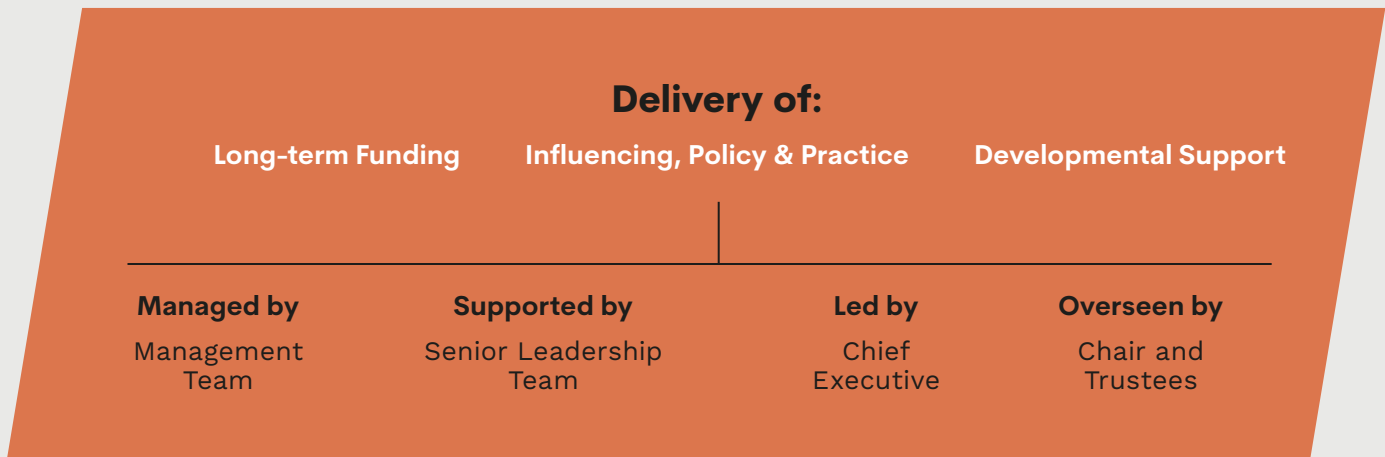 Delivery of:
Long-term Funding Influencing, Policy & Practice Developmental Support
Managed by Supported by Led by Overseen by
Management Senior Leadership Chief Chair and
Team Team Executive Trustees